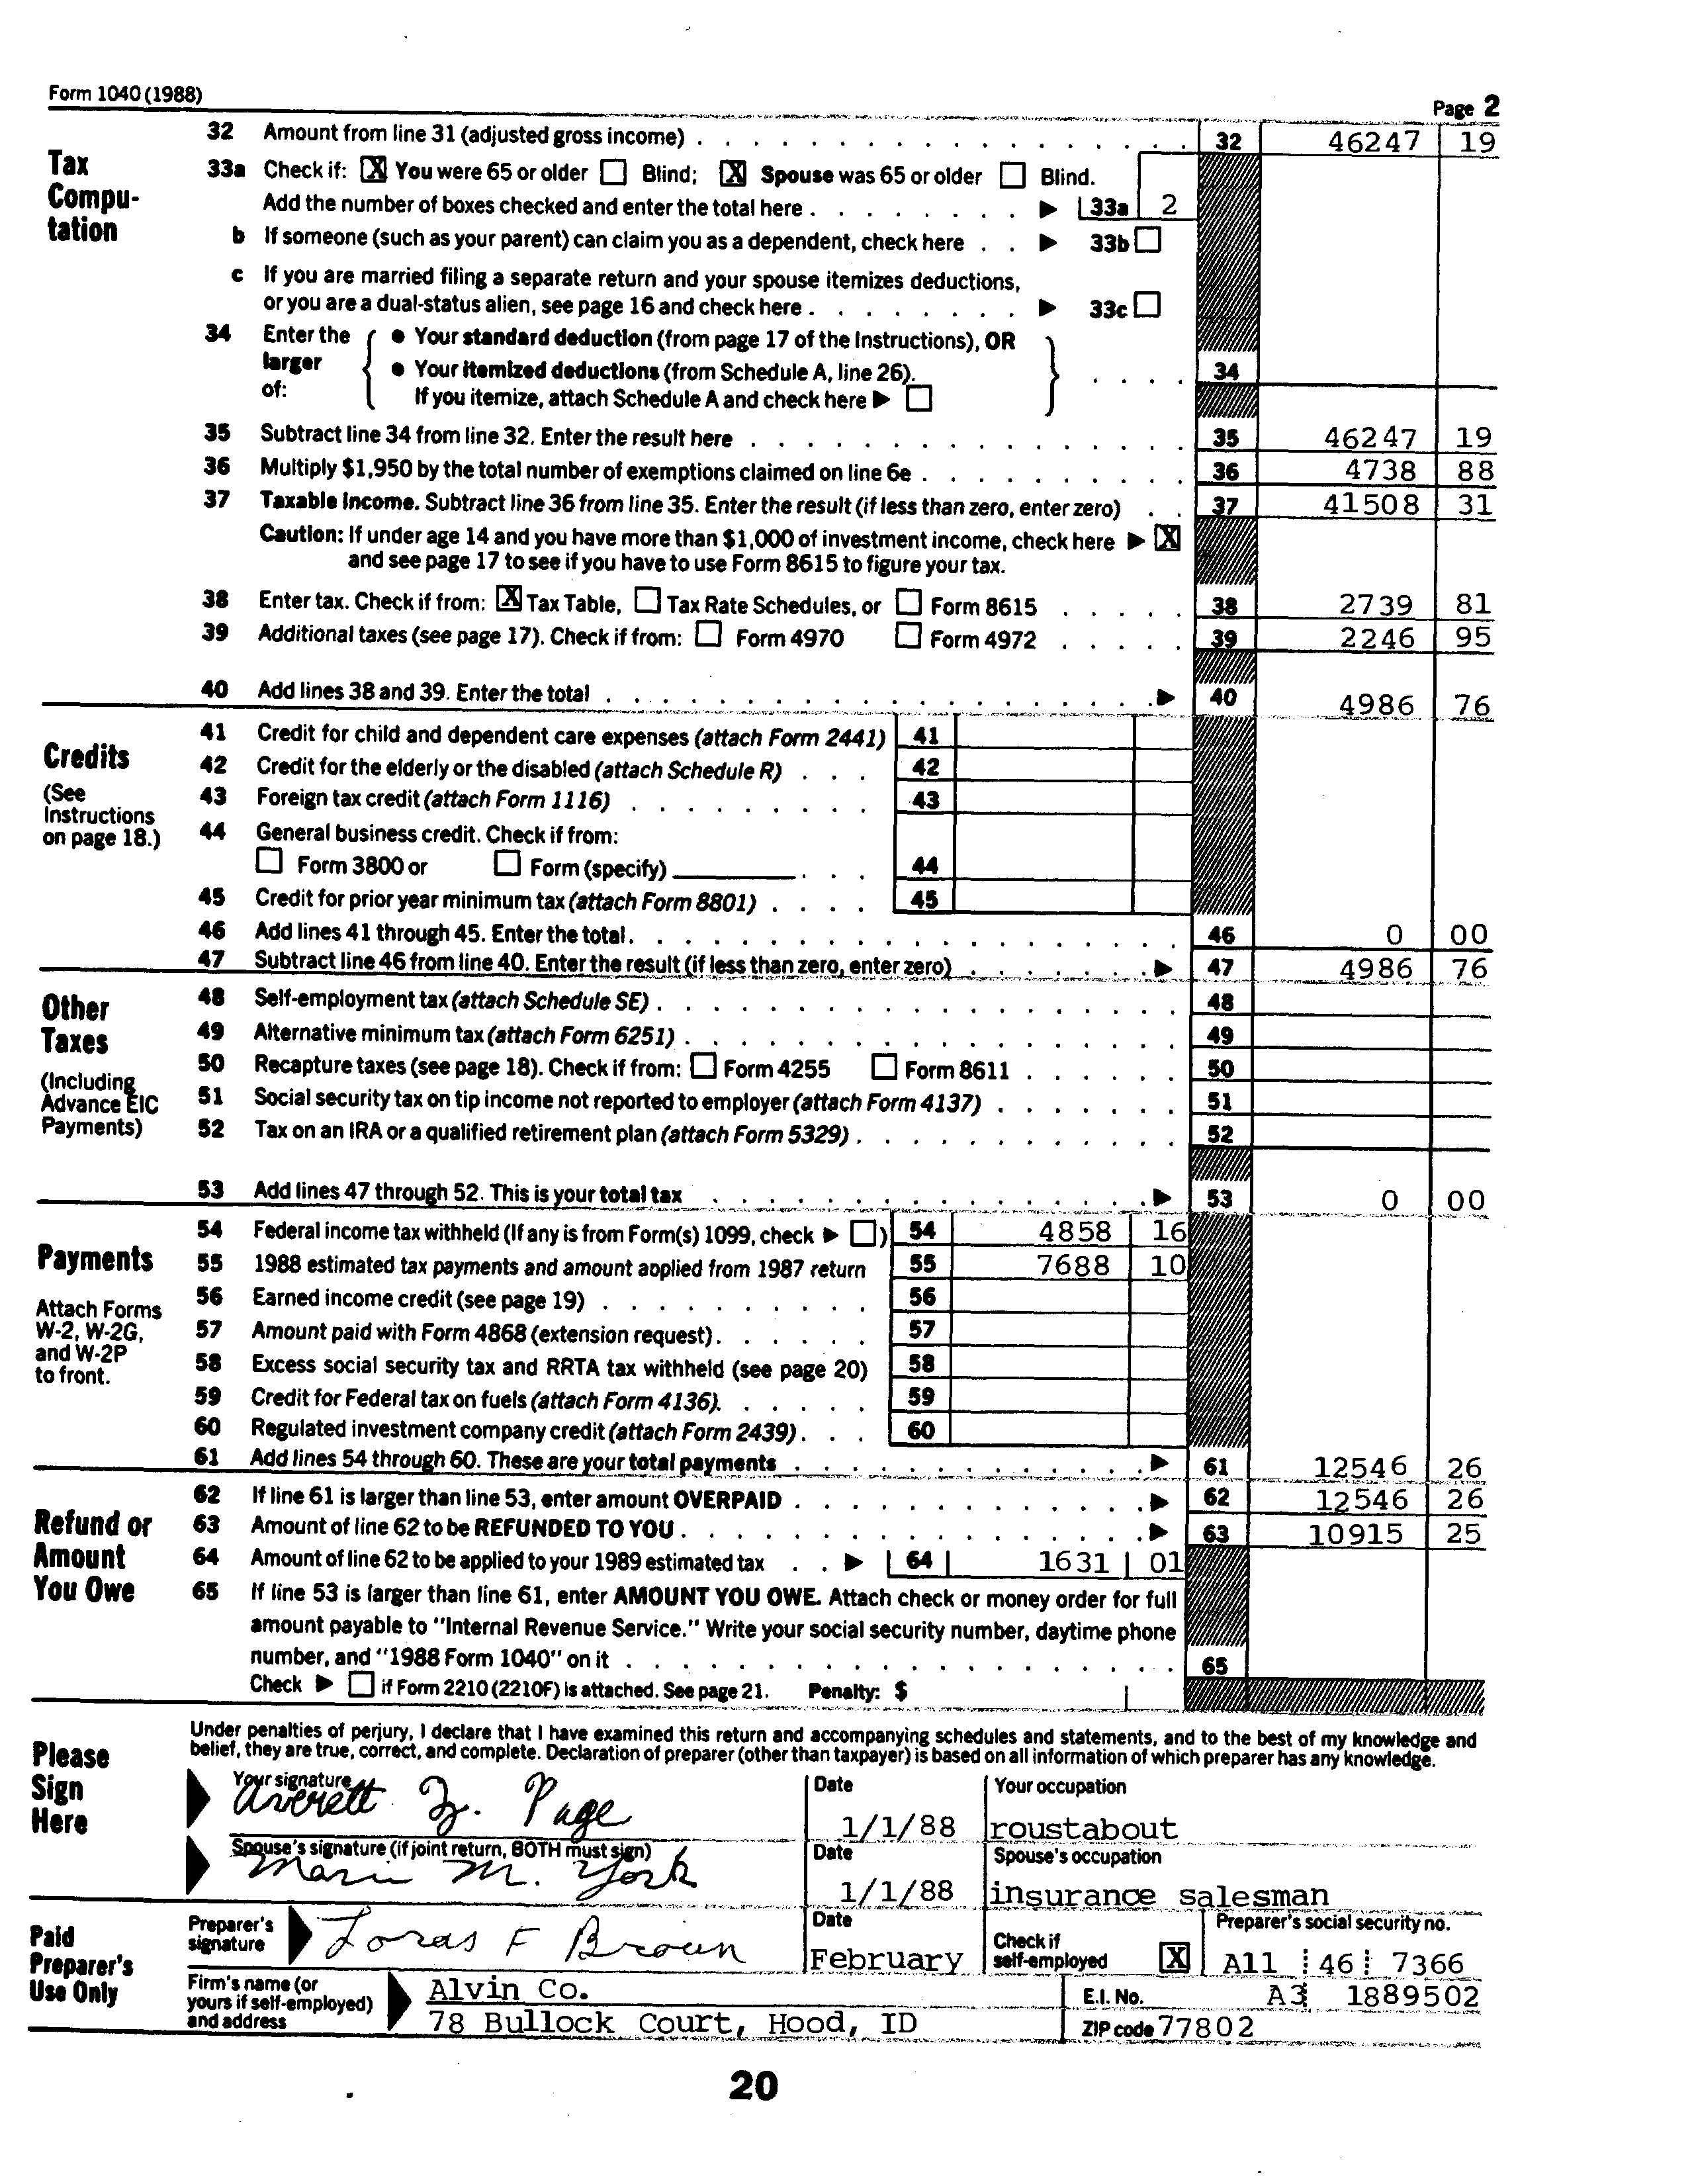 Form 1040 (1988)
Page 2
Tax Computation
32 Amount from line 31 (adjusted gross income) . . . 32 46247 19
33a Check if: [X] You were 65 or older [ ] Blind; [X] Spouse was 65 or older [ ] Blind.
Add the number of boxes checked and enter the total here . . . ▶ 33a 2
b If someone (such as your parent) can claim you as a dependent, check here . . ▶ 33b [ ]
c If you are married filing a separate return and your spouse itemizes deductions,
or you are a dual-status alien, see page 16 and check here . . . ▶ 33c [ ]
34 Enter the larger of:
● Your standard deduction (from page 17 of the Instructions), OR
● Your itemized deductions (from Schedule A, line 26).
If you itemize, attach Schedule A and check here ▶ [ ]
34
35 Subtract line 34 from line 32. Enter the result here . . . 35 46247 19
36 Multiply $1,950 by the total number of exemptions claimed on line 6e . . . 36 4738 88
37 Taxable income. Subtract line 36 from line 35. Enter the result (if less than zero, enter zero) . . 37 41508 31
Caution: If under age 14 and you have more than $1,000 of investment income, check here ▶ [X]
and see page 17 to see if you have to use Form 8615 to figure your tax.
38 Enter tax. Check if from: [X] Tax Table, [ ] Tax Rate Schedules, or [ ] Form 8615 . . . 38 2739 81
39 Additional taxes (see page 17). Check if from: [ ] Form 4970 [ ] Form 4972 . . . 39 2246 95
40 Add lines 38 and 39. Enter the total . . . ▶ 40 4986 76
Credits
(See Instructions on page 18.)
41 Credit for child and dependent care expenses (attach Form 2441) 41
42 Credit for the elderly or the disabled (attach Schedule R) . . . 42
43 Foreign tax credit (attach Form 1116) . . . 43
44 General business credit. Check if from:
[ ] Form 3800 or [ ] Form (specify) . . . 44
45 Credit for prior year minimum tax (attach Form 8801) . . . 45
46 Add lines 41 through 45. Enter the total. . . . 46 0 00
47 Subtract line 46 from line 40. Enter the result (if less than zero, enter zero) . . . ▶ 47 4986 76
Other Taxes
(Including Advance EIC Payments)
48 Self-employment tax (attach Schedule SE) . . . 48
49 Alternative minimum tax (attach Form 6251) . . . 49
50 Recapture taxes (see page 18). Check if from: [ ] Form 4255 [ ] Form 8611 . . . 50
51 Social security tax on tip income not reported to employer (attach Form 4137) . . . 51
52 Tax on an IRA or a qualified retirement plan (attach Form 5329) . . . 52
53 Add lines 47 through 52. This is your total tax . . . ▶ 53 0 00
Payments
Attach Forms W-2, W-2G, and W-2P to front.
54 Federal income tax withheld (If any is from Form(s) 1099, check ▶ [ ]) 54 4858 16
55 1988 estimated tax payments and amount applied from 1987 return 55 7688 10
56 Earned income credit (see page 19) . . . 56
57 Amount paid with Form 4868 (extension request) . . . 57
58 Excess social security tax and RRTA tax withheld (see page 20) 58
59 Credit for Federal tax on fuels (attach Form 4136). . . . 59
60 Regulated investment company credit (attach Form 2439) . . . 60
61 Add lines 54 through 60. These are your total payments . . . ▶ 61 12546 26
Refund or Amount You Owe
62 If line 61 is larger than line 53, enter amount OVERPAID . . . ▶ 62 12546 26
63 Amount of line 62 to be REFUNDED TO YOU . . . ▶ 63 10915 25
64 Amount of line 62 to be applied to your 1989 estimated tax . . ▶ 64 1631 01
65 If line 53 is larger than line 61, enter AMOUNT YOU OWE. Attach check or money order for full
amount payable to "Internal Revenue Service." Write your social security number, daytime phone
number, and "1988 Form 1040" on it . . . 65
Check ▶ [ ] if Form 2210 (2210F) is attached. See page 21. Penalty: $
Please Sign Here
Under penalties of perjury, I declare that I have examined this return and accompanying schedules and statements, and to the best of my knowledge and
belief, they are true, correct, and complete. Declaration of preparer (other than taxpayer) is based on all information of which preparer has any knowledge.
Your signature Averett Z. Page
Date 1/1/88
Your occupation roustabout
Spouse's signature (if joint return, BOTH must sign) Marie M. York
Date 1/1/88
Spouse's occupation insurance salesman
Paid Preparer's Use Only
Preparer's signature Loras F Brown
Date February
Check if self-employed [X]
Preparer's social security no. A11 46 7366
Firm's name (or yours if self-employed) and address
Alvin Co.
78 Bullock Court, Hood, ID
E.I. No. A3 1889502
ZIP code 77802
20